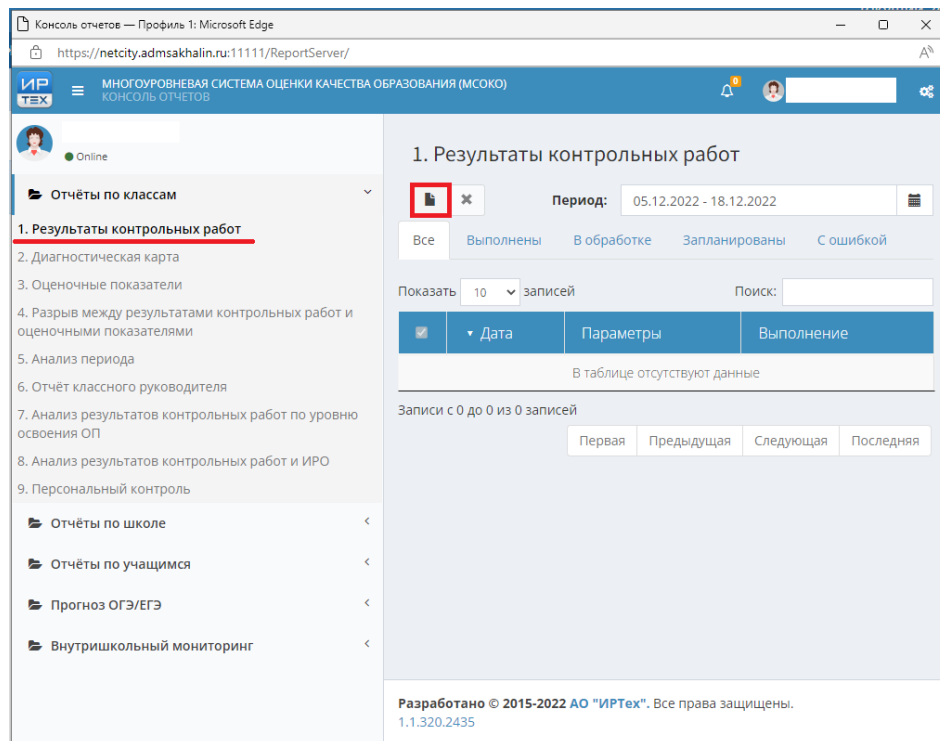 Консоль отчетов — Профиль 1: Microsoft Edge
https://netcity.admsakhalin.ru:11111/ReportServer/
ИР
ТЕХ
МНОГОУРОВНЕВАЯ СИСТЕМА ОЦЕНКИ КАЧЕСТВА ОБРАЗОВАНИЯ (МСОКО)
КОНСОЛЬ ОТЧЕТОВ
0
Online
Отчёты по классам
1. Результаты контрольных работ
2. Диагностическая карта
3. Оценочные показатели
4. Разрыв между результатами контрольных работ и
оценочными показателями
5. Анализ периода
6. Отчёт классного руководителя
7. Анализ результатов контрольных работ по уровню
освоения ОП
8. Анализ результатов контрольных работ и ИРО
9. Персональный контроль
Отчёты по школе
Отчёты по учащимся
Прогноз ОГЭ/ЕГЭ
Внутришкольный мониторинг
1. Результаты контрольных работ
Период: 05.12.2022 - 18.12.2022
Все Выполнены В обработке Запланированы С ошибкой
Показать 10 записей Поиск:
Дата Параметры Выполнение
В таблице отсутствуют данные
Записи с 0 до 0 из 0 записей
Первая Предыдущая Следующая Последняя
Разработано © 2015-2022 АО "ИРТех". Все права защищены.
1.1.320.2435